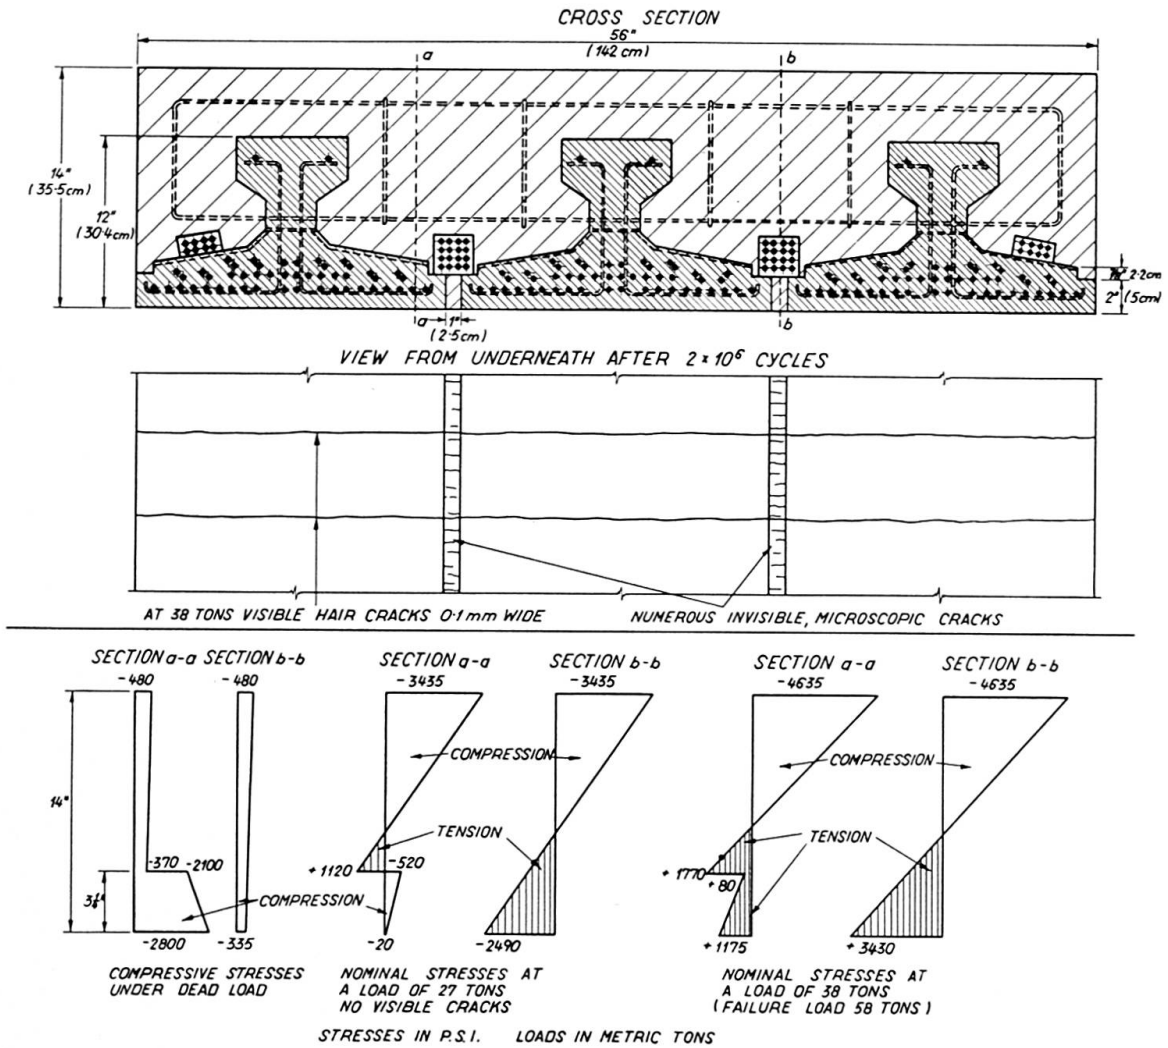 CROSS SECTION
56"
(142 cm)
a
b
14"
(35·5cm)
12"
(30·4cm)
2·2cm
2" (5cm)
a
1"
(2·5cm)
b
VIEW FROM UNDERNEATH AFTER 2 × 10⁶ CYCLES
AT 38 TONS VISIBLE HAIR CRACKS 0·1 mm WIDE
NUMEROUS INVISIBLE, MICROSCOPIC CRACKS
SECTION a-a SECTION b-b
SECTION a-a
SECTION b-b
SECTION a-a
SECTION b-b
-480
-480
-3435
-3435
-4635
-4635
COMPRESSION
COMPRESSION
14"
TENSION
TENSION
-370
-2100
+1120
-520
+1770
+80
COMPRESSION
-2800
-335
-20
-2490
+1175
+3430
COMPRESSIVE STRESSES
UNDER DEAD LOAD
NOMINAL STRESSES AT
A LOAD OF 27 TONS
NO VISIBLE CRACKS
NOMINAL STRESSES AT
A LOAD OF 38 TONS
(FAILURE LOAD 58 TONS)
STRESSES IN P.S.I. LOADS IN METRIC TONS